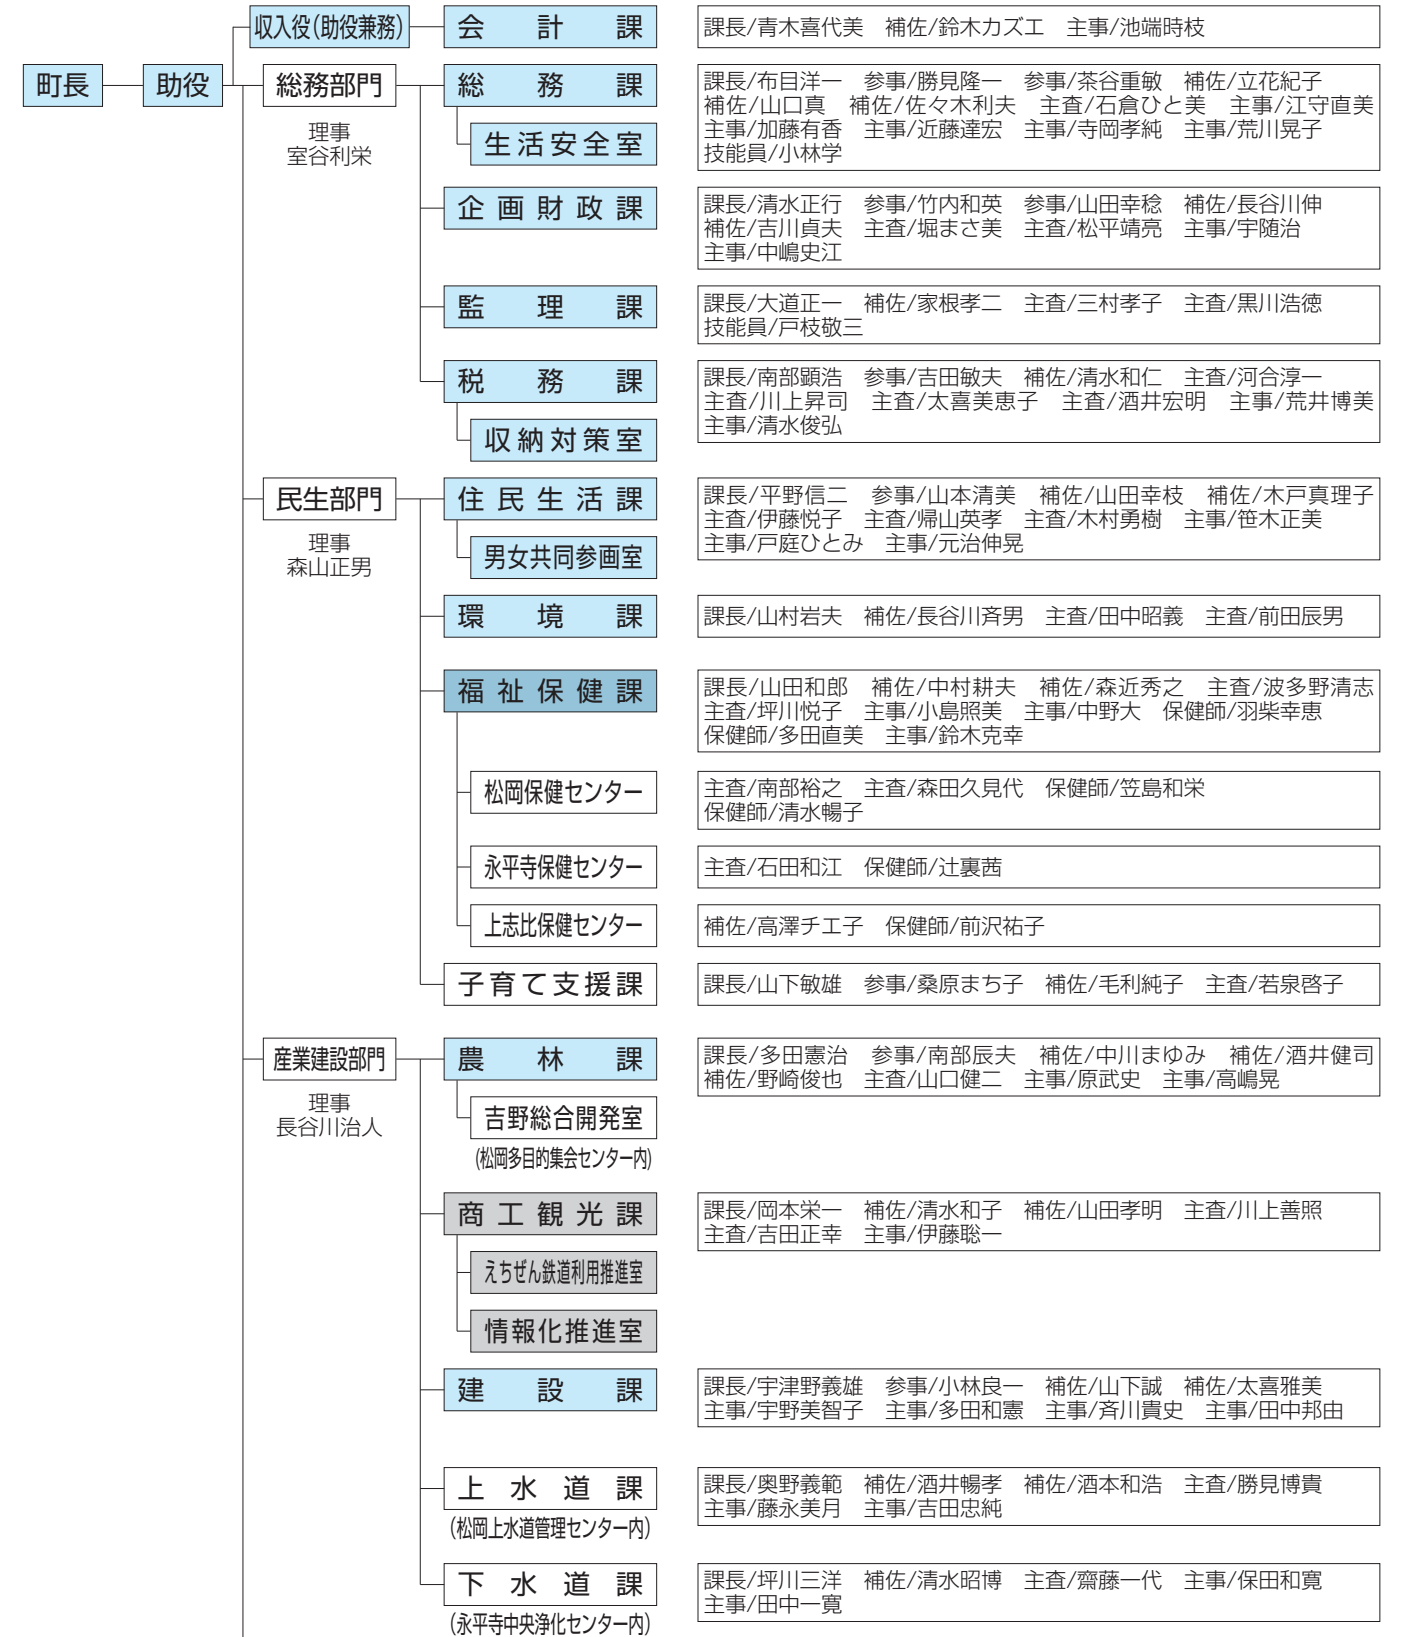 収入役（助役兼務）
会計課
課長/青木喜代美　補佐/鈴木カズエ　主事/池端時枝
町長
助役
総務部門
理事
室谷利栄
総務課
生活安全室
課長/布目洋一　参事/勝見隆一　参事/茶谷重敏　補佐/立花紀子
補佐/山口真　補佐/佐々木利夫　主査/石倉ひと美　主事/江守直美
主事/加藤有香　主事/近藤達宏　主事/寺岡孝純　主事/荒川晃子
技能員/小林学
企画財政課
課長/清水正行　参事/竹内和英　参事/山田幸稔　補佐/長谷川伸
補佐/吉川貞夫　主査/堀まさ美　主査/松平靖亮　主事/宇随治
主事/中嶋史江
監理課
課長/大道正一　補佐/家根孝二　主査/三村孝子　主査/黒川浩徳
技能員/戸枝敬三
税務課
収納対策室
課長/南部顕浩　参事/吉田敏夫　補佐/清水和仁　主査/河合淳一
主査/川上昇司　主査/太喜美恵子　主査/酒井宏明　主事/荒井博美
主事/清水俊弘
民生部門
理事
森山正男
住民生活課
男女共同参画室
課長/平野信二　参事/山本清美　補佐/山田幸枝　補佐/木戸真理子
主査/伊藤悦子　主査/帰山英孝　主査/木村勇樹　主事/笹木正美
主事/戸庭ひとみ　主事/元治伸晃
環境課
課長/山村岩夫　補佐/長谷川斉男　主査/田中昭義　主査/前田辰男
福祉保健課
課長/山田和郎　補佐/中村耕夫　補佐/森近秀之　主査/波多野清志
主査/坪川悦子　主事/小島照美　主事/中野大　保健師/羽柴幸恵
保健師/多田直美　主事/鈴木克幸
松岡保健センター
主査/南部裕之　主査/森田久見代　保健師/笠島和栄
保健師/清水暢子
永平寺保健センター
主査/石田和江　保健師/辻裏茜
上志比保健センター
補佐/高澤チエ子　保健師/前沢祐子
子育て支援課
課長/山下敏雄　参事/桑原まち子　補佐/毛利純子　主査/若泉啓子
産業建設部門
理事
長谷川治人
農林課
吉野総合開発室
（松岡多目的集会センター内）
課長/多田憲治　参事/南部辰夫　補佐/中川まゆみ　補佐/酒井健司
補佐/野崎俊也　主査/山口健二　主事/原武史　主事/高嶋晃
商工観光課
えちぜん鉄道利用推進室
情報化推進室
課長/岡本栄一　補佐/清水和子　補佐/山田孝明　主査/川上善照
主査/吉田正幸　主事/伊藤聡一
建設課
課長/宇津野義雄　参事/小林良一　補佐/山下誠　補佐/太喜雅美
主事/宇野美智子　主事/多田和憲　主事/斉川貴史　主事/田中邦由
上水道課
（松岡上水道管理センター内）
課長/奥野義範　補佐/酒井暢孝　補佐/酒本和浩　主査/勝見博貴
主事/藤永美月　主事/吉田忠純
下水道課
（永平寺中央浄化センター内）
課長/坪川三洋　補佐/清水昭博　主査/齋藤一代　主事/保田和寛
主事/田中一寛